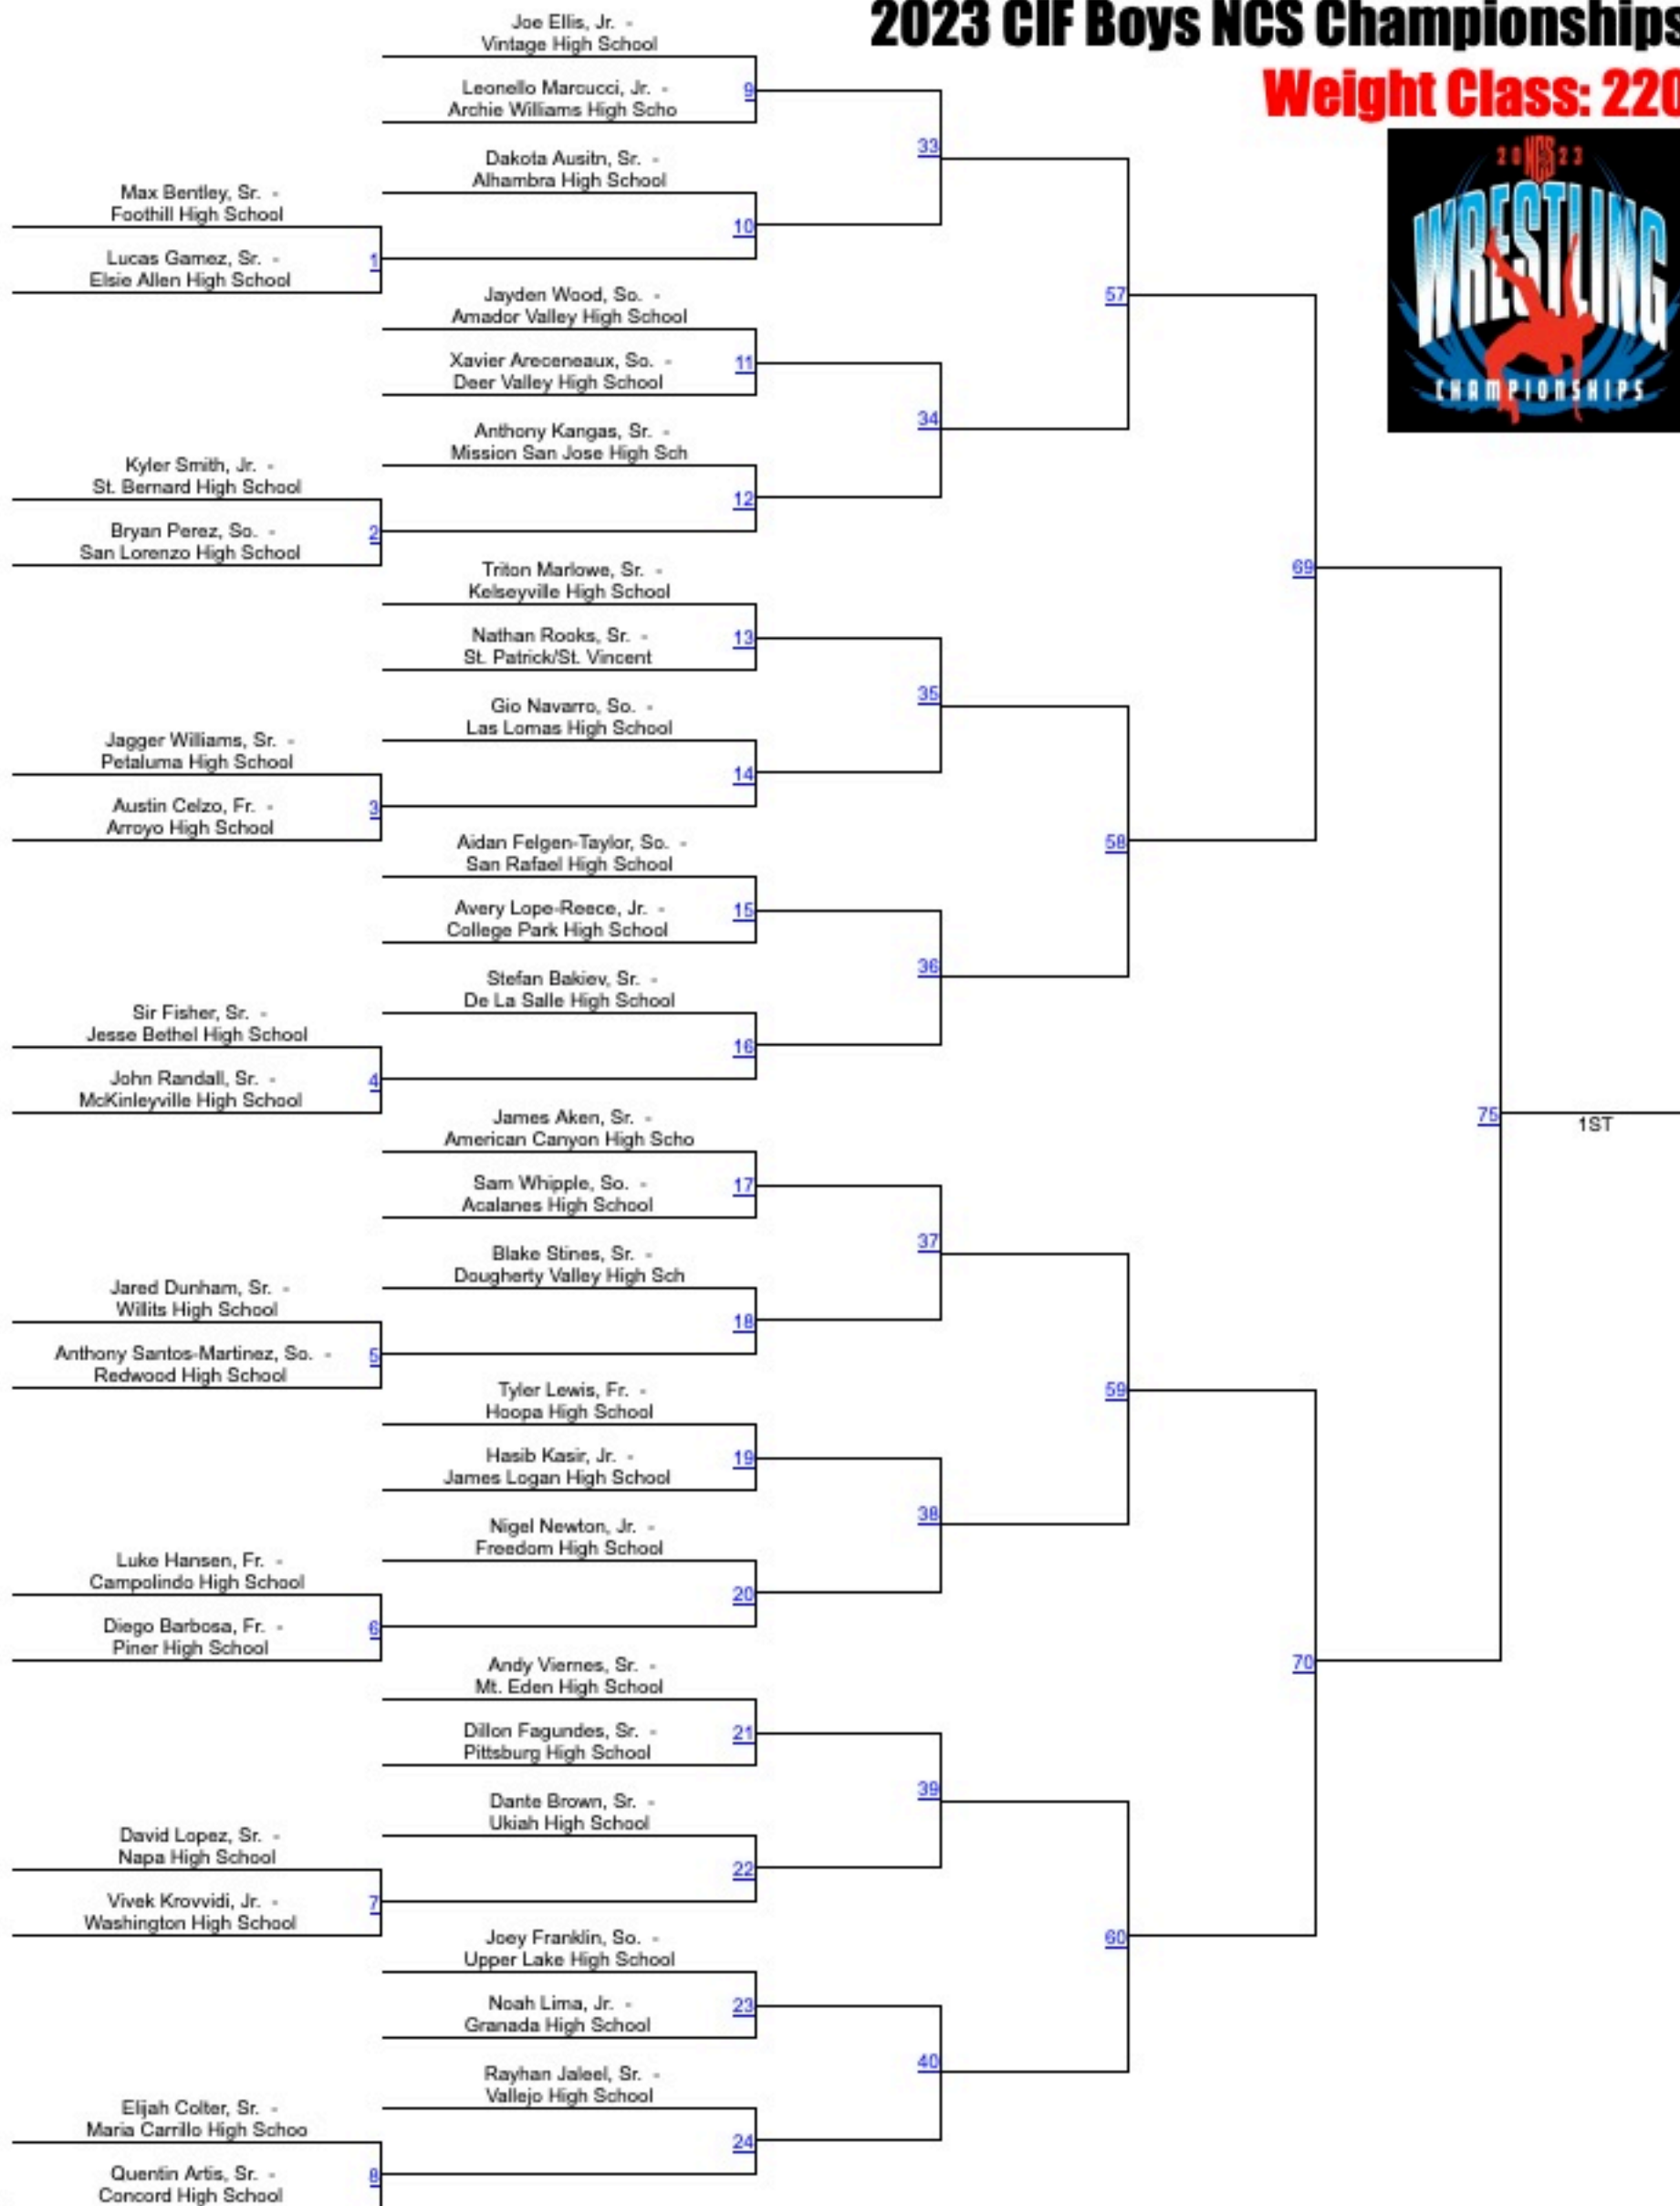 2023 CIF Boys NCS Championships
Weight Class: 220
2023
NCS
WRESTLING
CHAMPIONSHIPS
Joe Ellis, Jr. -
Vintage High School
Leonello Marcucci, Jr. -
Archie Williams High Scho
9
33
Dakota Ausitn, Sr. -
Alhambra High School
Max Bentley, Sr. -
Foothill High School
10
Lucas Gamez, Sr. -
Elsie Allen High School
1
Jayden Wood, So. -
Amador Valley High School
57
Xavier Areceneaux, So. -
Deer Valley High School
11
34
Anthony Kangas, Sr. -
Mission San Jose High Sch
Kyler Smith, Jr. -
St. Bernard High School
12
Bryan Perez, So. -
San Lorenzo High School
2
Triton Marlowe, Sr. -
Kelseyville High School
69
Nathan Rooks, Sr. -
St. Patrick/St. Vincent
13
35
Gio Navarro, So. -
Las Lomas High School
Jagger Williams, Sr. -
Petaluma High School
14
Austin Celzo, Fr. -
Arroyo High School
3
Aidan Felgen-Taylor, So. -
San Rafael High School
58
Avery Lope-Reece, Jr. -
College Park High School
15
36
Stefan Bakiev, Sr. -
De La Salle High School
Sir Fisher, Sr. -
Jesse Bethel High School
16
John Randall, Sr. -
McKinleyville High School
4
James Aken, Sr. -
American Canyon High Scho
75
1ST
Sam Whipple, So. -
Acalanes High School
17
37
Blake Stines, Sr. -
Dougherty Valley High Sch
Jared Dunham, Sr. -
Willits High School
18
Anthony Santos-Martinez, So. -
Redwood High School
5
Tyler Lewis, Fr. -
Hoopa High School
59
Hasib Kasir, Jr. -
James Logan High School
19
38
Nigel Newton, Jr. -
Freedom High School
Luke Hansen, Fr. -
Campolindo High School
20
Diego Barbosa, Fr. -
Piner High School
6
Andy Viernes, Sr. -
Mt. Eden High School
70
Dillon Fagundes, Sr. -
Pittsburg High School
21
39
Dante Brown, Sr. -
Ukiah High School
David Lopez, Sr. -
Napa High School
22
Vivek Krovvidi, Jr. -
Washington High School
7
Joey Franklin, So. -
Upper Lake High School
60
Noah Lima, Jr. -
Granada High School
23
40
Rayhan Jaleel, Sr. -
Vallejo High School
Elijah Colter, Sr. -
Maria Carrillo High Schoo
24
Quentin Artis, Sr. -
Concord High School
8